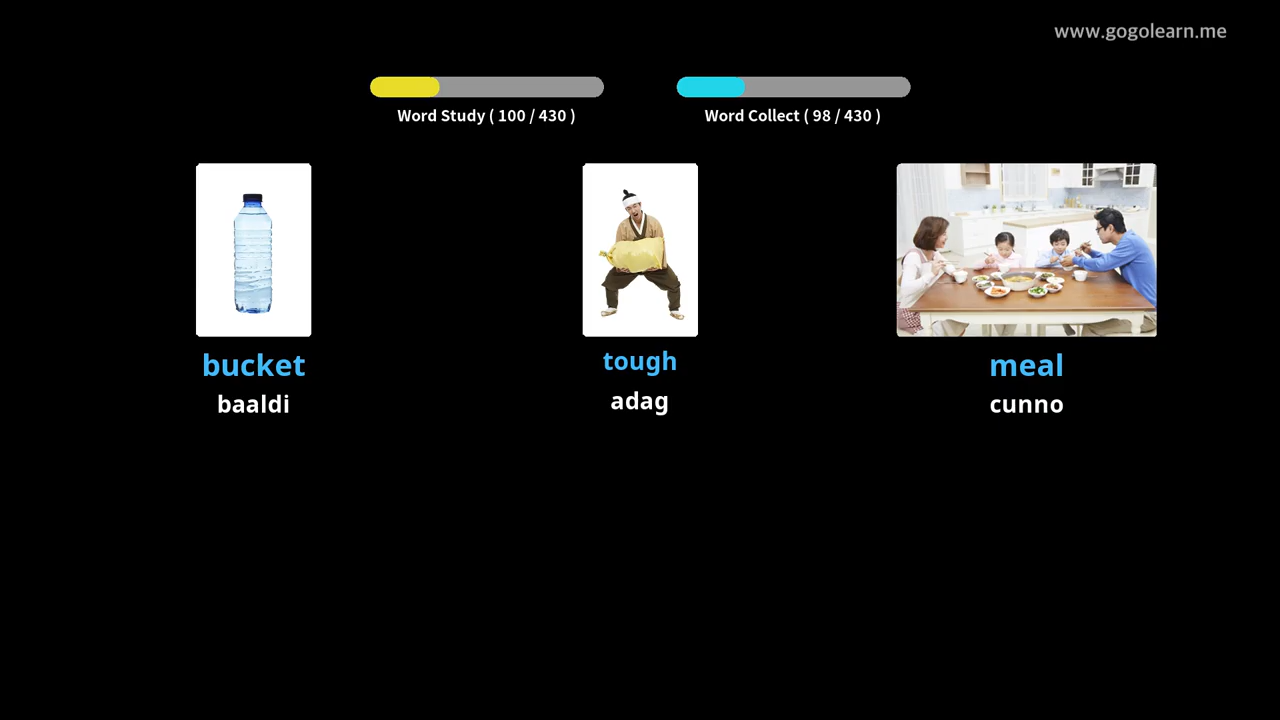 www.gogolearn.me
Word Study ( 100 / 430 )
Word Collect ( 98 / 430 )
bucket
baaldi
tough
adag
meal
cunno